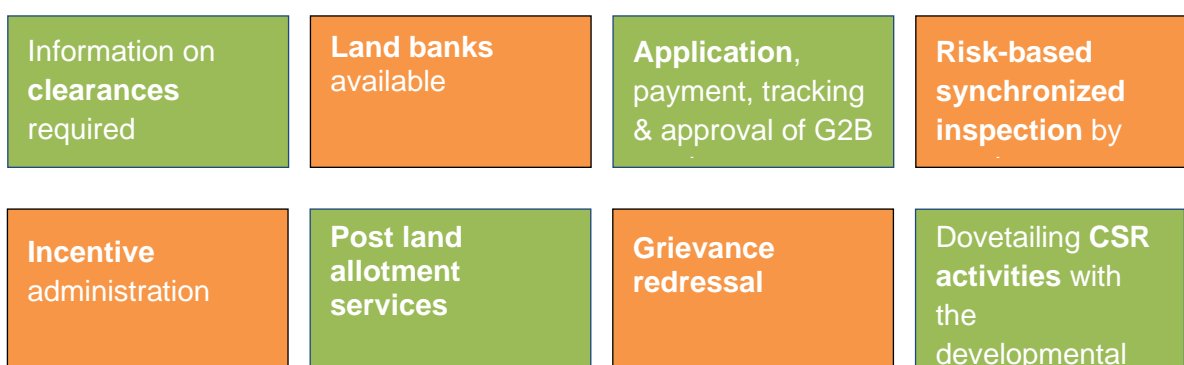 Information on
clearances
required
Land banks
available
Application,
payment, tracking
& approval of G2B
Risk-based
synchronized
inspection by
Incentive
administration
Post land
allotment
services
Grievance
redressal
Dovetailing CSR
activities with
the
developmental